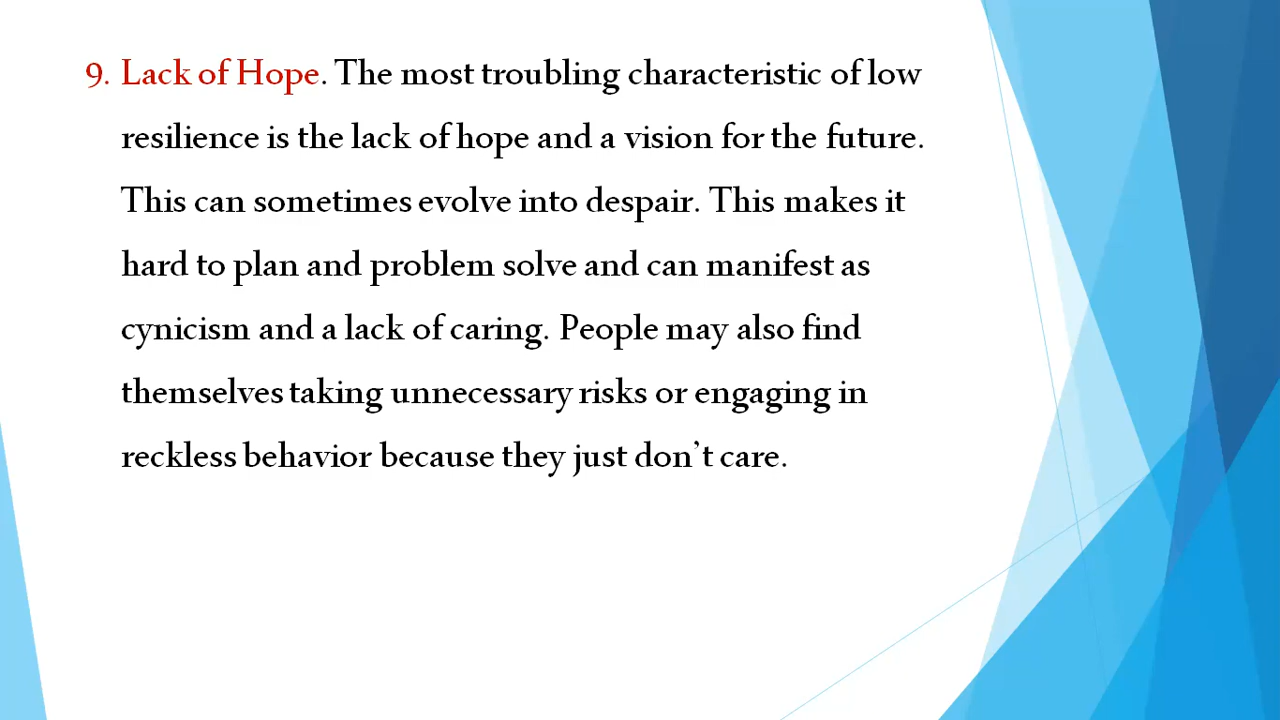 9. Lack of Hope. The most troubling characteristic of low
resilience is the lack of hope and a vision for the future.
This can sometimes evolve into despair. This makes it
hard to plan and problem solve and can manifest as
cynicism and a lack of caring. People may also find
themselves taking unnecessary risks or engaging in
reckless behavior because they just don’t care.